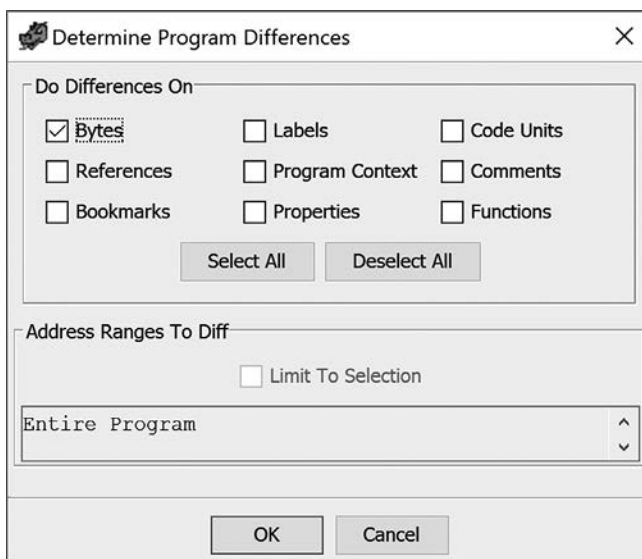 Determine Program Differences
Do Differences On
Bytes Labels Code Units
References Program Context Comments
Bookmarks Properties Functions
Select All Deselect All
Address Ranges To Diff
Limit To Selection
Entire Program
OK Cancel